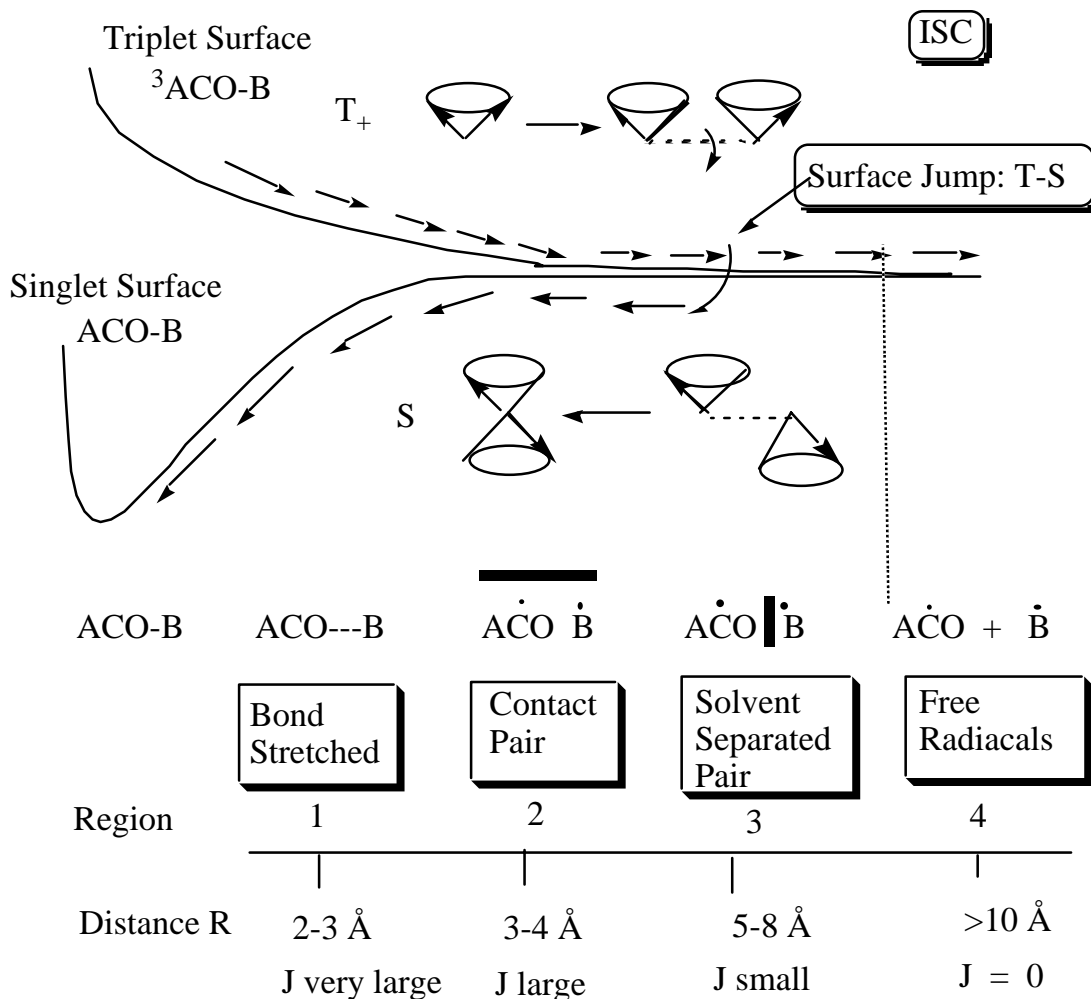 Triplet Surface
³ACO-B
ISC
T₊
Surface Jump: T-S
Singlet Surface
ACO-B
S
ACO-B
ACO---B
ACO B
ACO B
ACO + B
Bond
Stretched
Contact
Pair
Solvent
Separated
Pair
Free
Radiacals
Region 1 2 3 4
Distance R 2-3 Å 3-4 Å 5-8 Å >10 Å
J very large J large J small J = 0